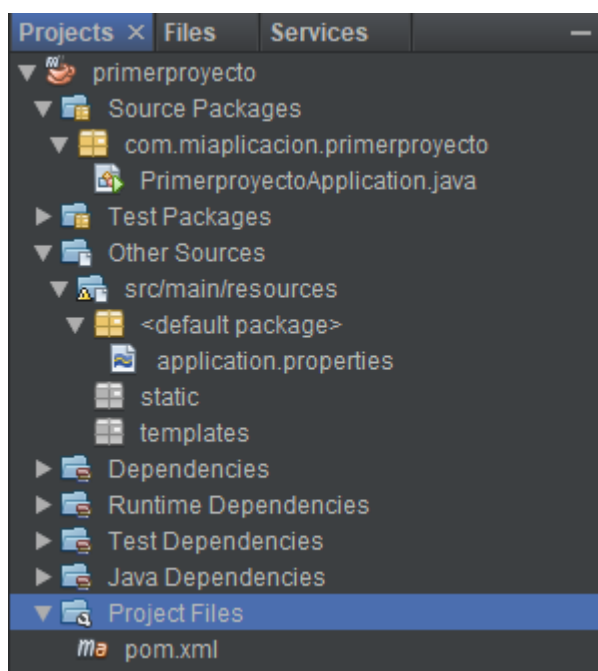 Projects Files Services
primerproyecto
Source Packages
com.miaplicacion.primerproyecto
PrimerproyectoApplication.java
Test Packages
Other Sources
src/main/resources
<default package>
application.properties
static
templates
Dependencies
Runtime Dependencies
Test Dependencies
Java Dependencies
Project Files
pom.xml